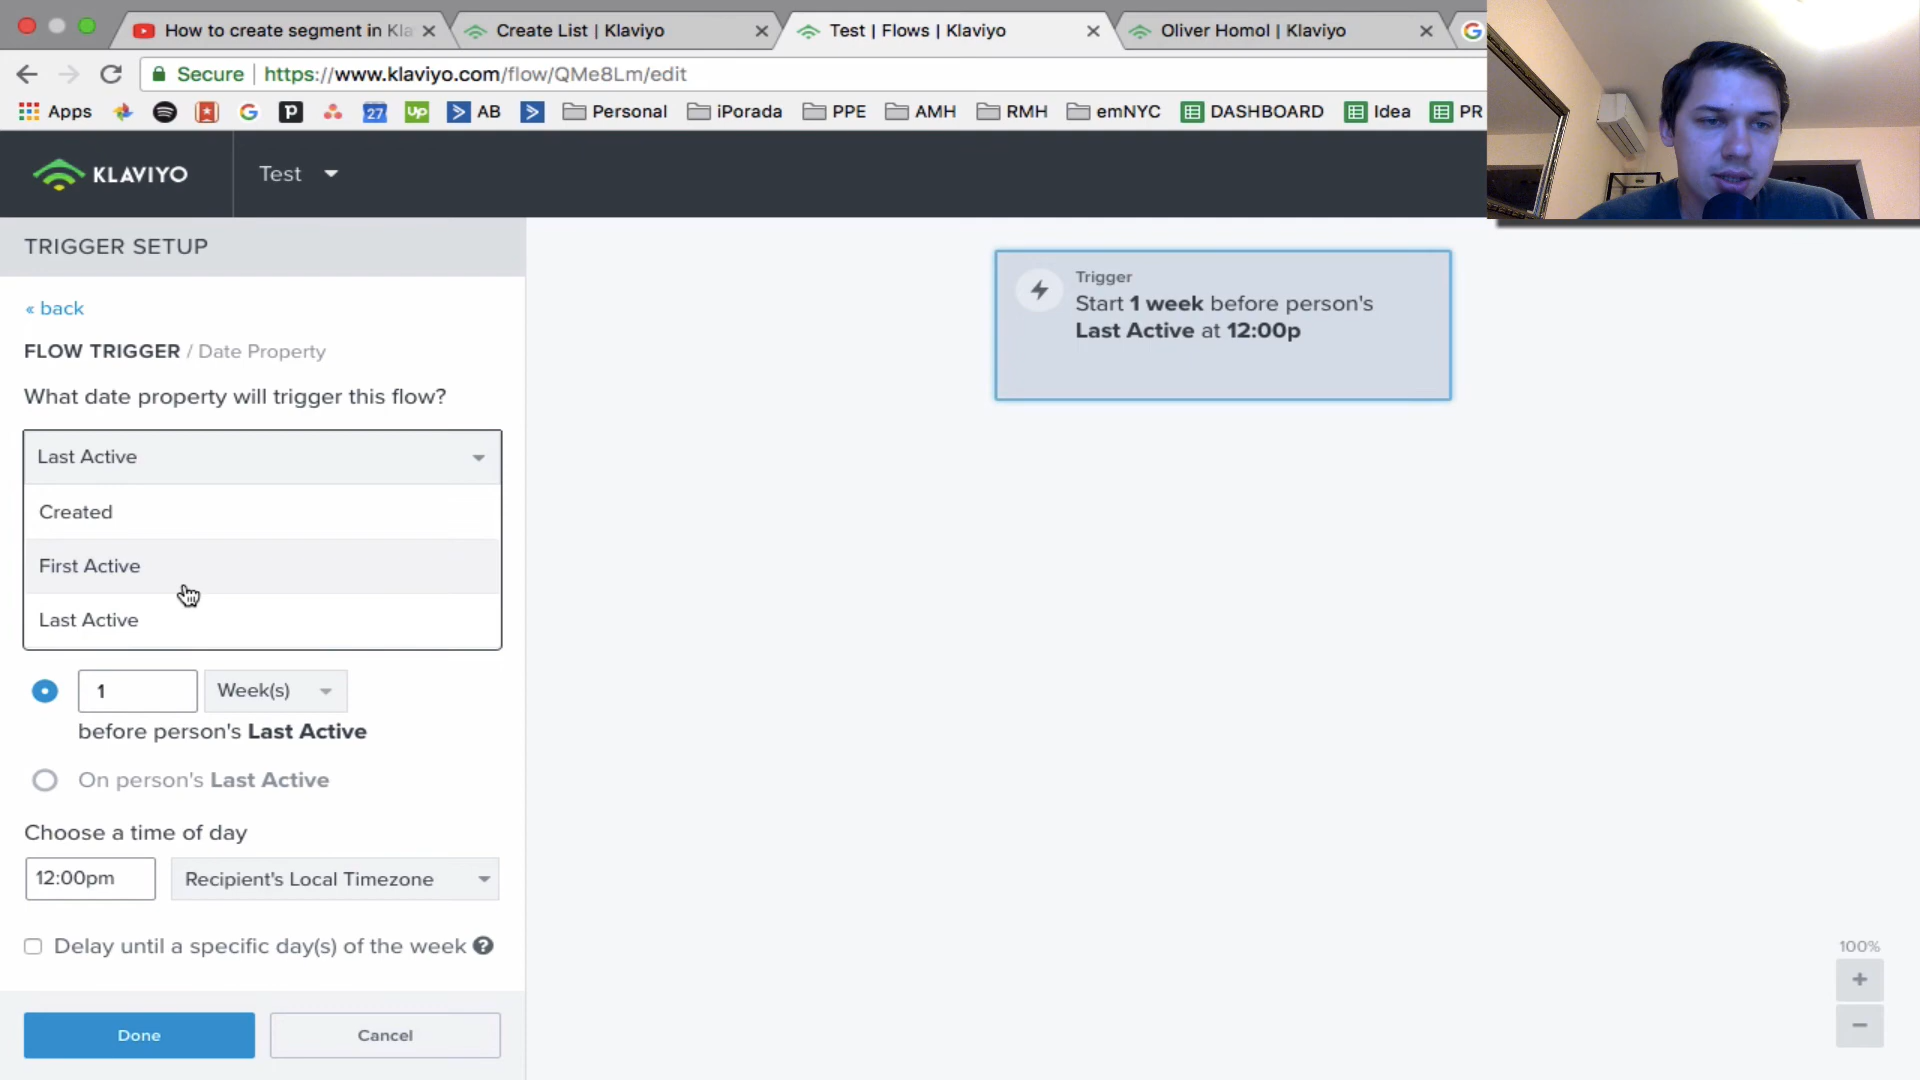 How to create segment in Kla
Create List | Klaviyo
Test | Flows | Klaviyo
Oliver Homol | Klaviyo
G
Secure
https://www.klaviyo.com/flow/QMe8Lm/edit
Apps
G
P
27
up
AB
Personal
iPorada
PPE
AMH
RMH
emNYC
DASHBOARD
Idea
PR
KLAVIYO
Test
TRIGGER SETUP
« back
FLOW TRIGGER / Date Property
What date property will trigger this flow?
Last Active
Created
First Active
Last Active
1 Week(s)
before person's Last Active
On person's Last Active
Choose a time of day
12:00pm Recipient's Local Timezone
Delay until a specific day(s) of the week ?
Done Cancel
Trigger
Start 1 week before person's
Last Active at 12:00p
100%
+
−